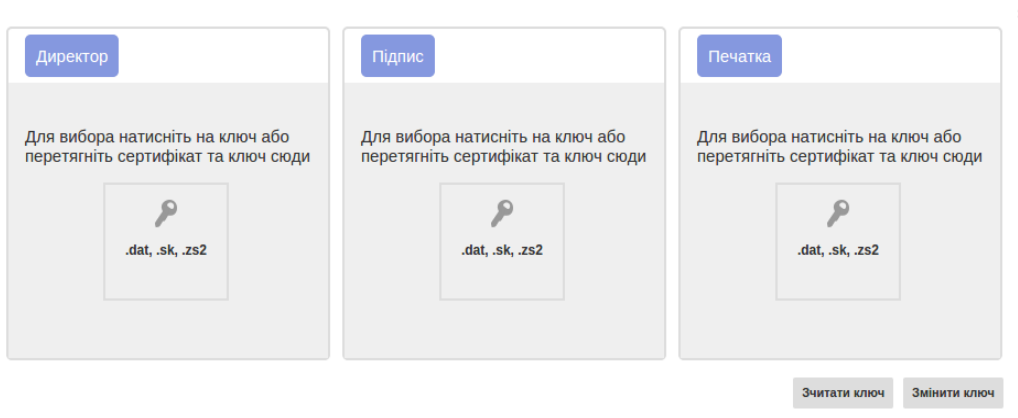 Директор
Для вибора натисніть на ключ або
перетягніть сертифікат та ключ сюди
.dat, .sk, .zs2
Підпис
Для вибора натисніть на ключ або
перетягніть сертифікат та ключ сюди
.dat, .sk, .zs2
Печатка
Для вибора натисніть на ключ або
перетягніть сертифікат та ключ сюди
.dat, .sk, .zs2
Зчитати ключ
Змінити ключ